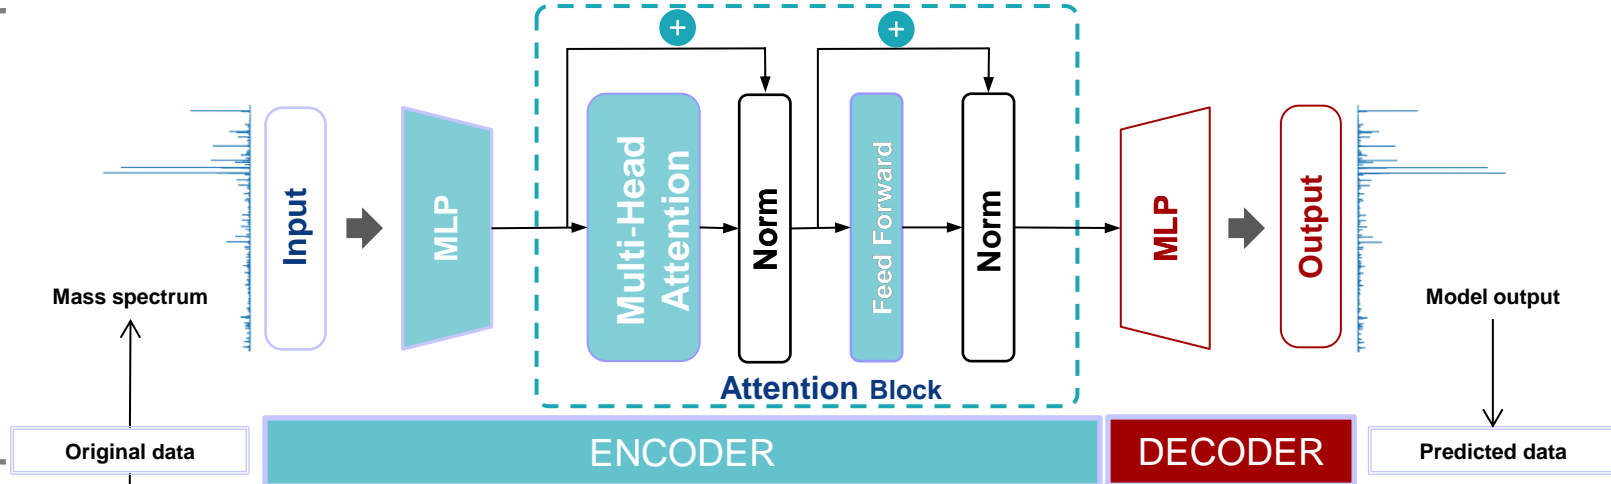 +
+
Input
MLP
Multi-Head
Attention
Norm
Feed Forward
Norm
MLP
Output
Mass spectrum
Model output
Attention Block
Original data
ENCODER
DECODER
Predicted data